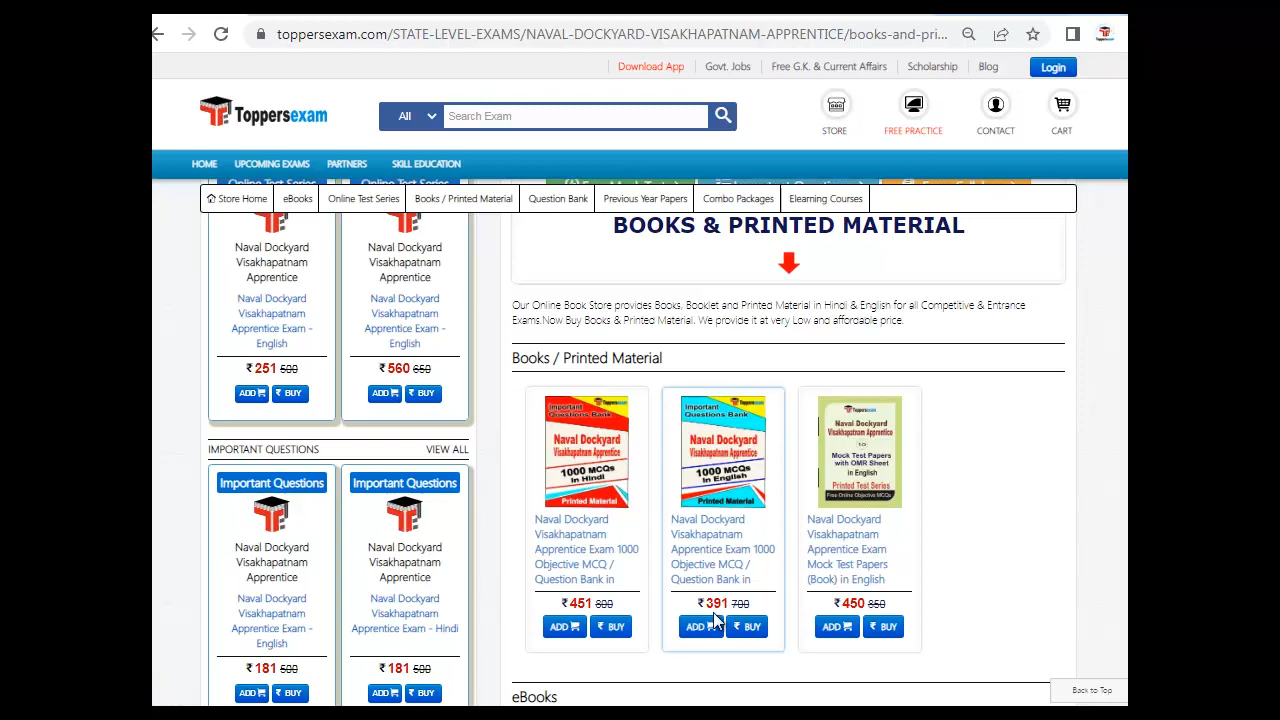 toppersexam.com/STATE-LEVEL-EXAMS/NAVAL-DOCKYARD-VISAKHAPATNAM-APPRENTICE/books-and-pri...
Download App
Govt. Jobs
Free G.K. & Current Affairs
Scholarship
Blog
Login
Toppersexam
All
Search Exam
STORE
FREE PRACTICE
CONTACT
CART
HOME
UPCOMING EXAMS
PARTNERS
SKILL EDUCATION
Online Test Series
Online Test Series
Store Home
eBooks
Online Test Series
Books / Printed Material
Question Bank
Previous Year Papers
Combo Packages
Elearning Courses
Naval Dockyard
Visakhapatnam
Apprentice
Naval Dockyard
Visakhapatnam
Apprentice Exam -
English
₹ 251 500
ADD
₹ BUY
Naval Dockyard
Visakhapatnam
Apprentice
Naval Dockyard
Visakhapatnam
Apprentice Exam -
English
₹ 560 650
ADD
₹ BUY
IMPORTANT QUESTIONS
VIEW ALL
Important Questions
Naval Dockyard
Visakhapatnam
Apprentice
Naval Dockyard
Visakhapatnam
Apprentice Exam -
English
₹ 181 500
ADD
₹ BUY
Important Questions
Naval Dockyard
Visakhapatnam
Apprentice
Naval Dockyard
Visakhapatnam
Apprentice Exam - Hindi
₹ 181 500
ADD
₹ BUY
BOOKS & PRINTED MATERIAL
Our Online Book Store provides Books, Booklet and Printed Material in Hindi & English for all Competitive & Entrance
Exams.Now Buy Books & Printed Material. We provide it at very Low and affordable price.
Books / Printed Material
Important
Questions Bank
Naval Dockyard
Visakhapatnam
Apprentice
1000 MCQs
In Hindi
Printed Material
Naval Dockyard
Visakhapatnam
Apprentice Exam 1000
Objective MCQ /
Question Bank in
₹ 451 800
ADD
₹ BUY
Important
Questions Bank
Naval Dockyard
Visakhapatnam
Apprentice
1000 MCQs
in English
Printed Material
Naval Dockyard
Visakhapatnam
Apprentice Exam 1000
Objective MCQ /
Question Bank in
₹ 391 700
ADD
₹ BUY
Toppersexam
Naval Dockyard
Visakhapatnam Apprentice
Mock Test Papers
with OMR Sheet
in English
Printed Test Series
Free Online Objective MCQs
Naval Dockyard
Visakhapatnam
Apprentice Exam
Mock Test Papers
(Book) in English
₹ 450 850
ADD
₹ BUY
eBooks
Back to Top